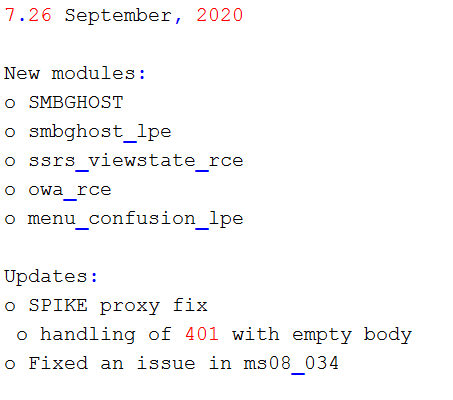 7.26 September, 2020
New modules:
o SMBGHOST
o smbghost_lpe
o ssrs_viewstate_rce
o owa_rce
o menu_confusion_lpe
Updates:
o SPIKE proxy fix
o handling of 401 with empty body
o Fixed an issue in ms08_034